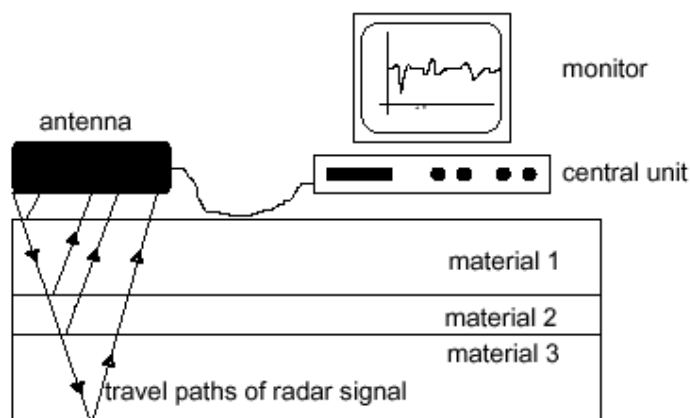 monitor
antenna
central unit
material 1
material 2
material 3
travel paths of radar signal